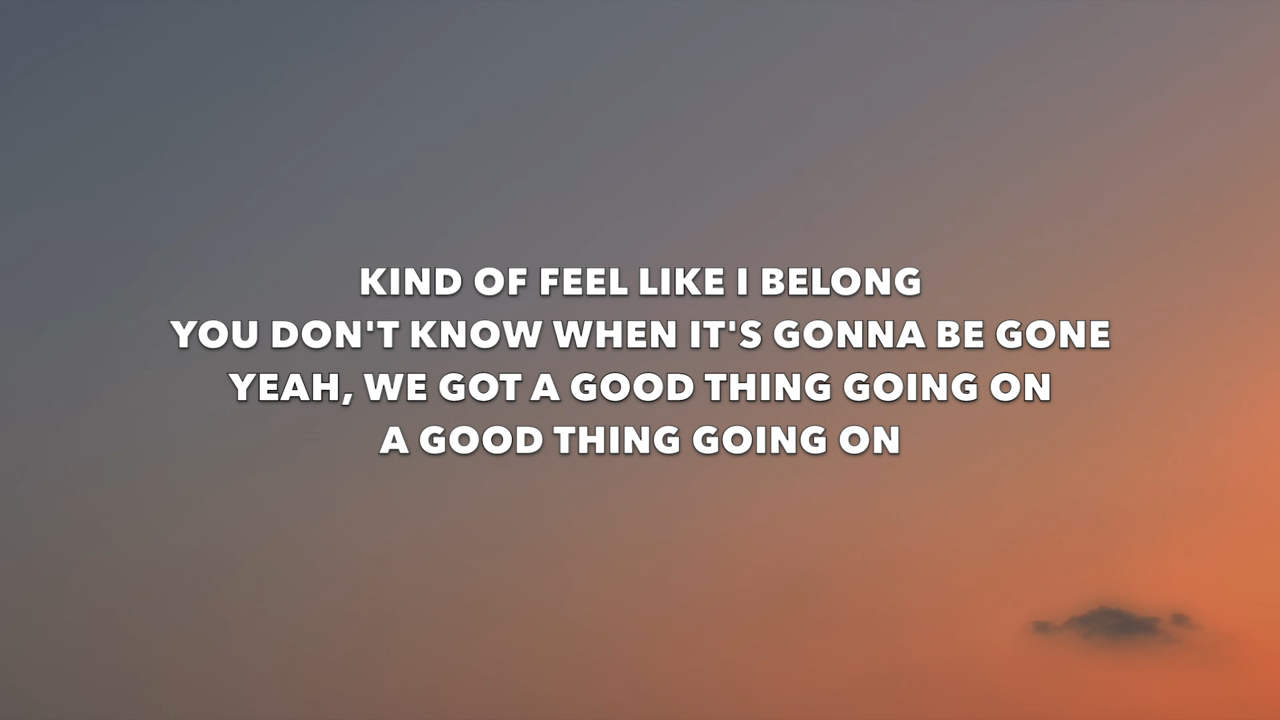 KIND OF FEEL LIKE I BELONG
YOU DON'T KNOW WHEN IT'S GONNA BE GONE
YEAH, WE GOT A GOOD THING GOING ON
A GOOD THING GOING ON